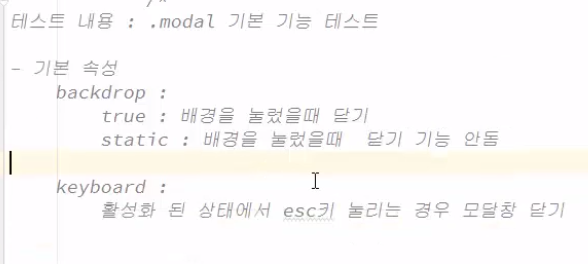 /*
테스트 내용 : .modal 기본 기능 테스트
- 기본 속성
backdrop :
true : 배경을 눌렀을때 닫기
static : 배경을 눌렀을때 닫기 기능 안돔
keyboard :
활성화 된 상태에서 esc키 눌리는 경우 모달창 닫기